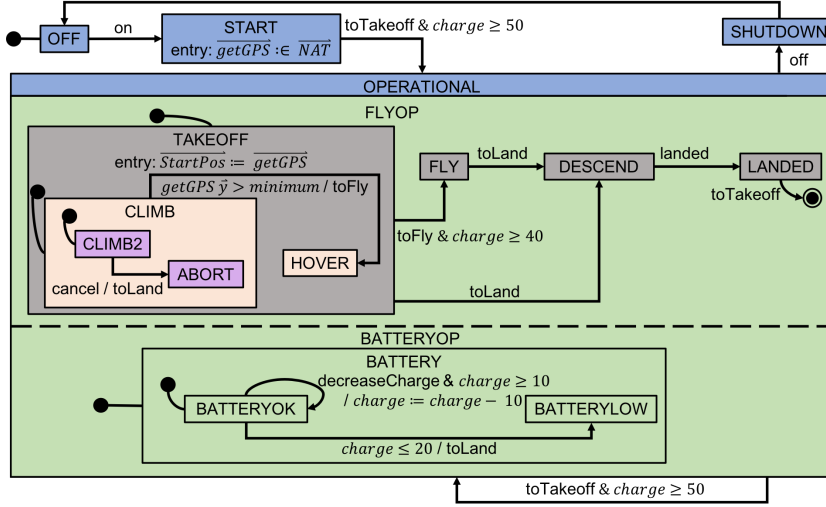 OFF
on
START
entry: getGPS :∈ NAT
toTakeoff & charge ≥ 50
SHUTDOWN
off
OPERATIONAL
FLYOP
TAKEOFF
entry: StartPos ≔ getGPS
getGPS y⃗ > minimum / toFly
CLIMB
CLIMB2
ABORT
cancel / toLand
HOVER
FLY
toLand
DESCEND
landed
LANDED
toTakeoff
toFly & charge ≥ 40
toLand
BATTERYOP
BATTERY
decreaseCharge & charge ≥ 10
/ charge ≔ charge − 10
BATTERYOK
BATTERYLOW
charge ≤ 20 / toLand
toTakeoff & charge ≥ 50